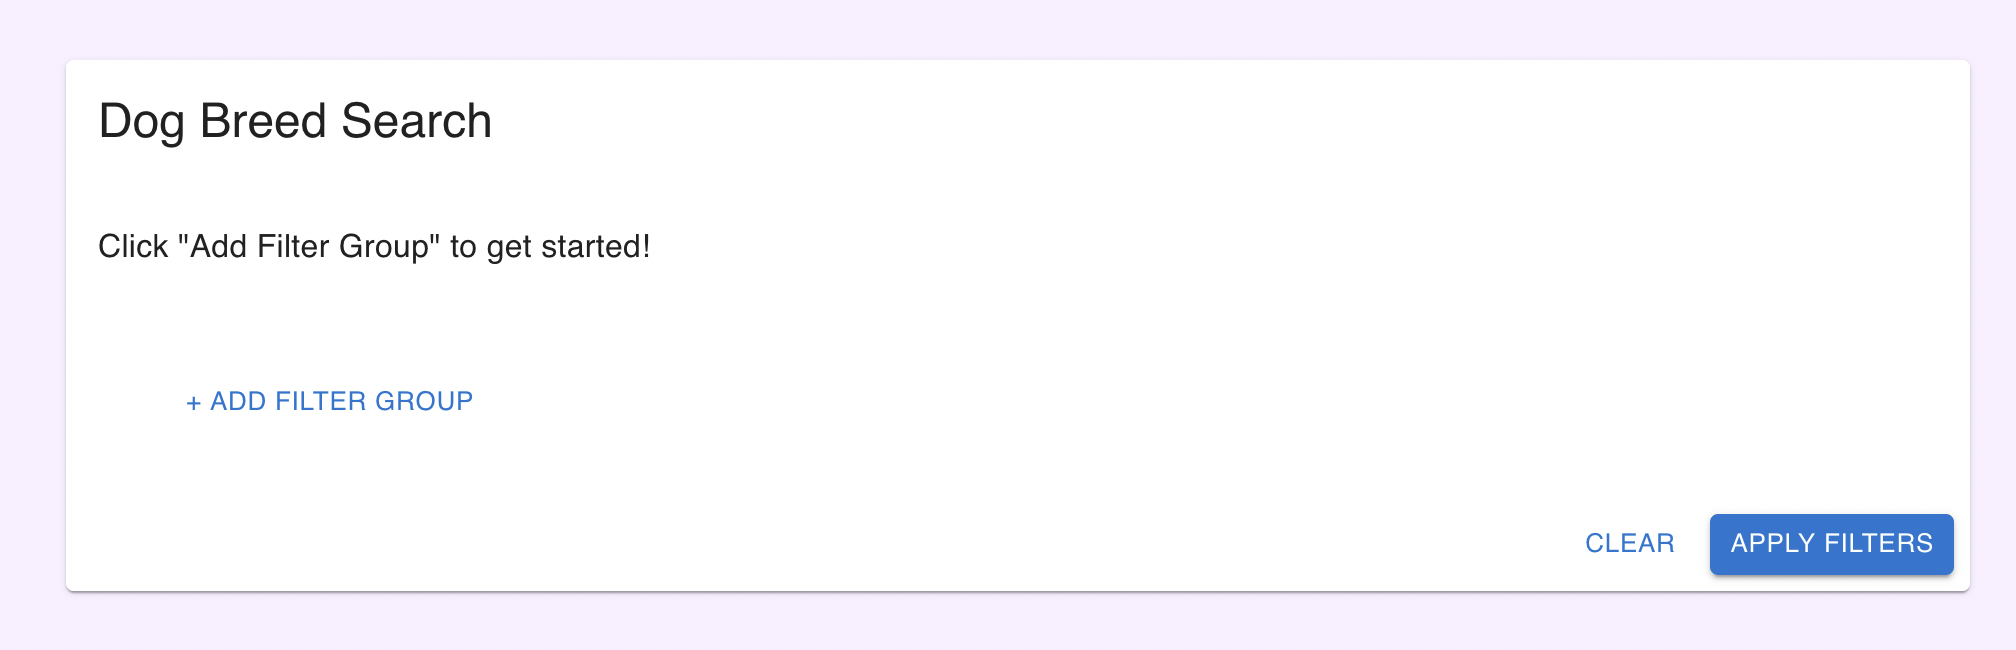 Dog Breed Search
Click "Add Filter Group" to get started!
+ ADD FILTER GROUP
CLEAR
APPLY FILTERS